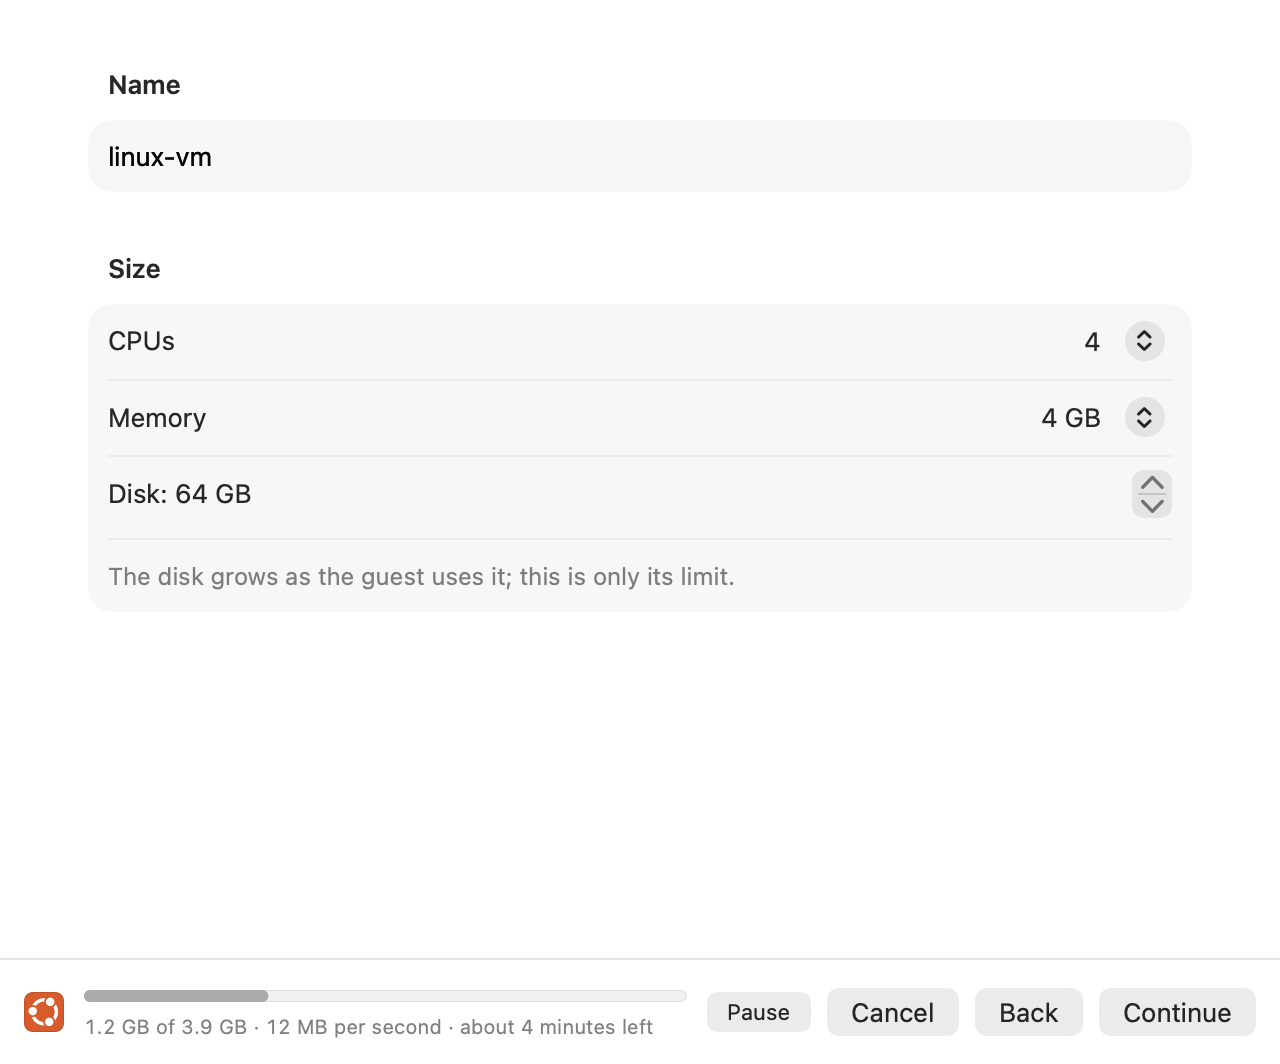 Name
linux-vm
Size
CPUs 4
Memory 4 GB
Disk: 64 GB
The disk grows as the guest uses it; this is only its limit.
1.2 GB of 3.9 GB · 12 MB per second · about 4 minutes left
Pause Cancel Back Continue